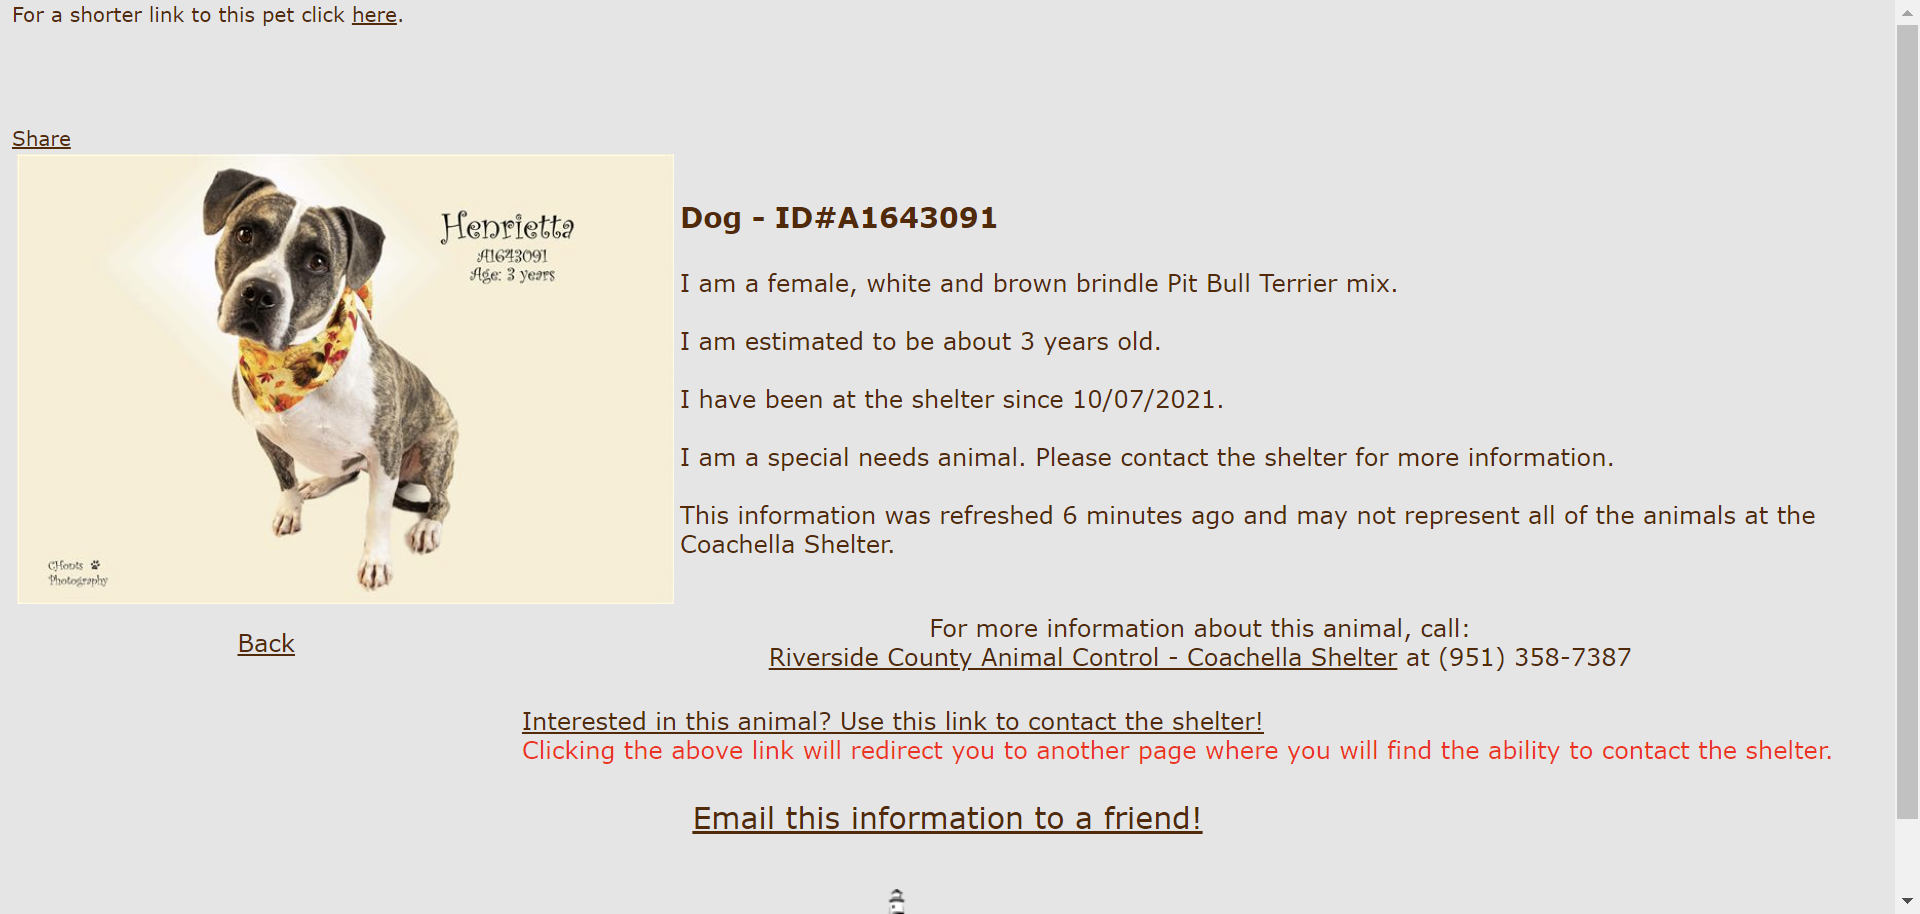 For a shorter link to this pet click here.
Share
Henrietta
A1643091
Age: 3 years
CHonts
Photography
Dog - ID#A1643091
I am a female, white and brown brindle Pit Bull Terrier mix.
I am estimated to be about 3 years old.
I have been at the shelter since 10/07/2021.
I am a special needs animal. Please contact the shelter for more information.
This information was refreshed 6 minutes ago and may not represent all of the animals at the
Coachella Shelter.
Back
For more information about this animal, call:
Riverside County Animal Control - Coachella Shelter at (951) 358-7387
Interested in this animal? Use this link to contact the shelter!
Clicking the above link will redirect you to another page where you will find the ability to contact the shelter.
Email this information to a friend!